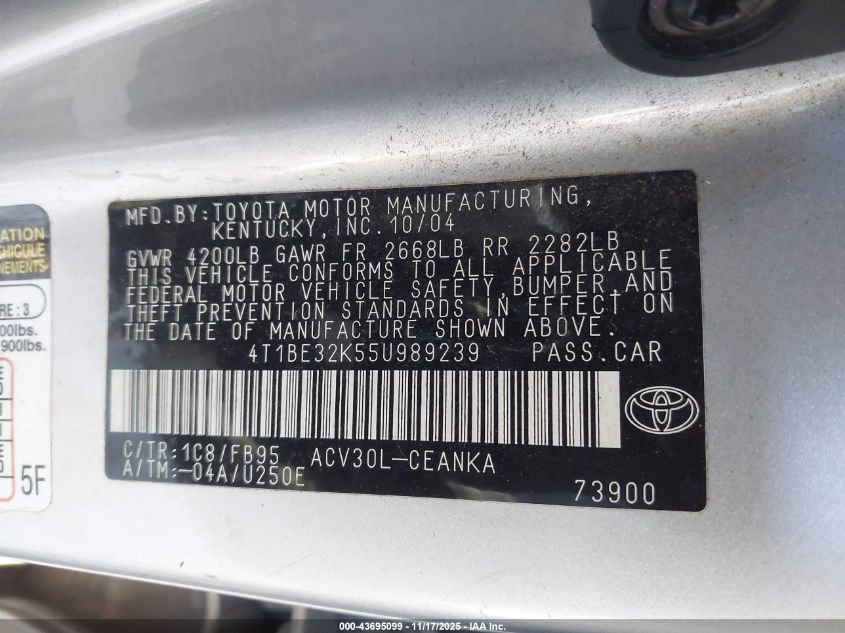 MFD.BY:TOYOTA MOTOR MANUFACTURING,
KENTUCKY,INC.10/04
GVWR 4200LB GAWR FR 2668LB RR 2282LB
THIS VEHICLE CONFORMS TO ALL APPLICABLE
FEDERAL MOTOR VEHICLE SAFETY,BUMPER,AND
THEFT PREVENTION STANDARDS IN EFFECT ON
THE DATE OF MANUFACTURE SHOWN ABOVE.
4T1BE32K55U989239 PASS.CAR
C/TR:1C8/FB95 ACV30L-CEANKA
A/TM:-04A/U250E
73900
RE : 3
00lbs.
900lbs.
5F
000-43695099 - 11/17/2025 - IAA Inc.